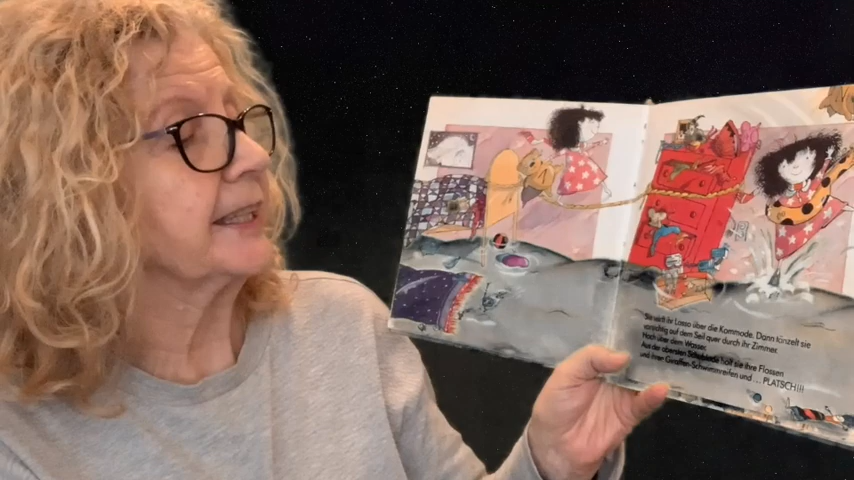 Sie wirft ihr Lasso über die Kommode. Dann tänzelt sie
vorsichtig auf dem Seil quer durch ihr Zimmer.
Hoch über dem Wasser.
Aus der obersten Schublade holt sie ihre Flossen
und ihren Giraffen-Schwimmreifen und ... PLATSCH!!!